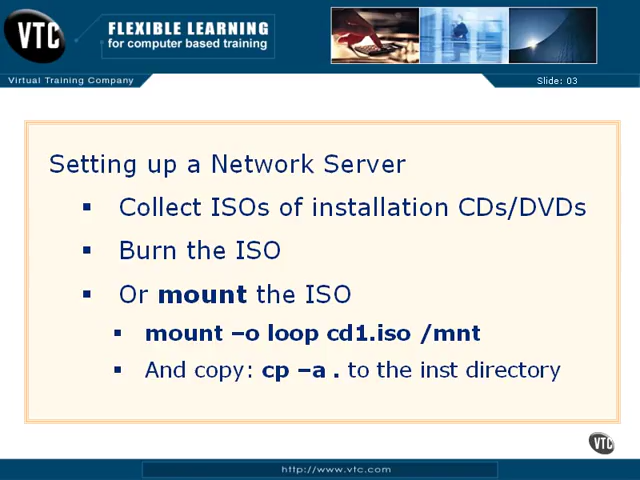 VTC
FLEXIBLE LEARNING
for computer based training
Virtual Training Company
Slide: 03
Setting up a Network Server
▪ Collect ISOs of installation CDs/DVDs
▪ Burn the ISO
▪ Or mount the ISO
▪ mount –o loop cd1.iso /mnt
▪ And copy: cp –a . to the inst directory
VTC
http://www.vtc.com